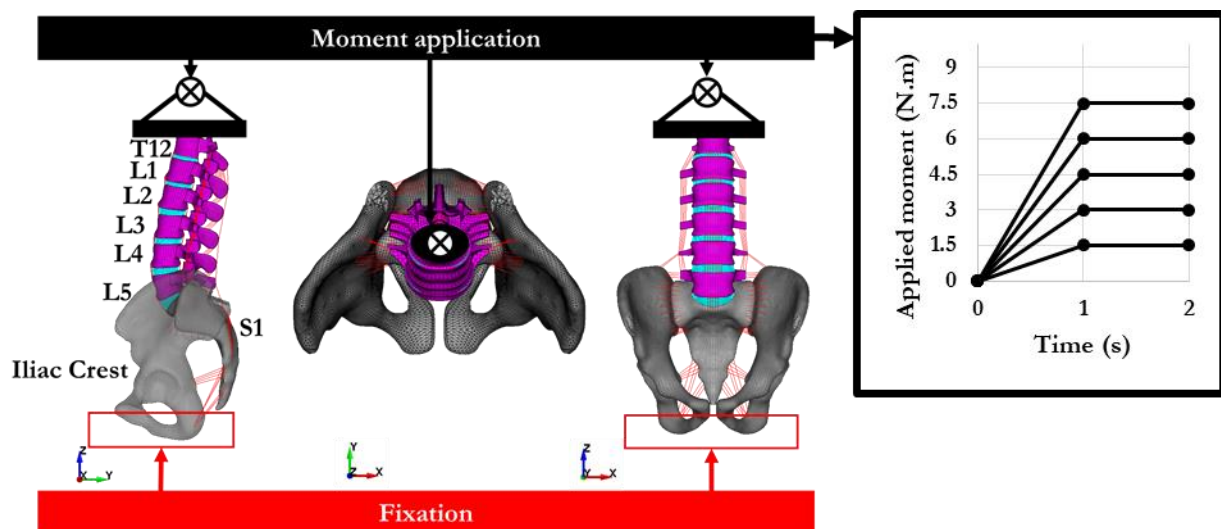 Moment application
T12
L1
L2
L3
L4
L5
S1
Iliac Crest
Z
X
Y
Y
Z
X
Z
Y
X
Fixation
Applied moment (N.m)
9
7.5
6
4.5
3
1.5
0
0 1 2
Time (s)